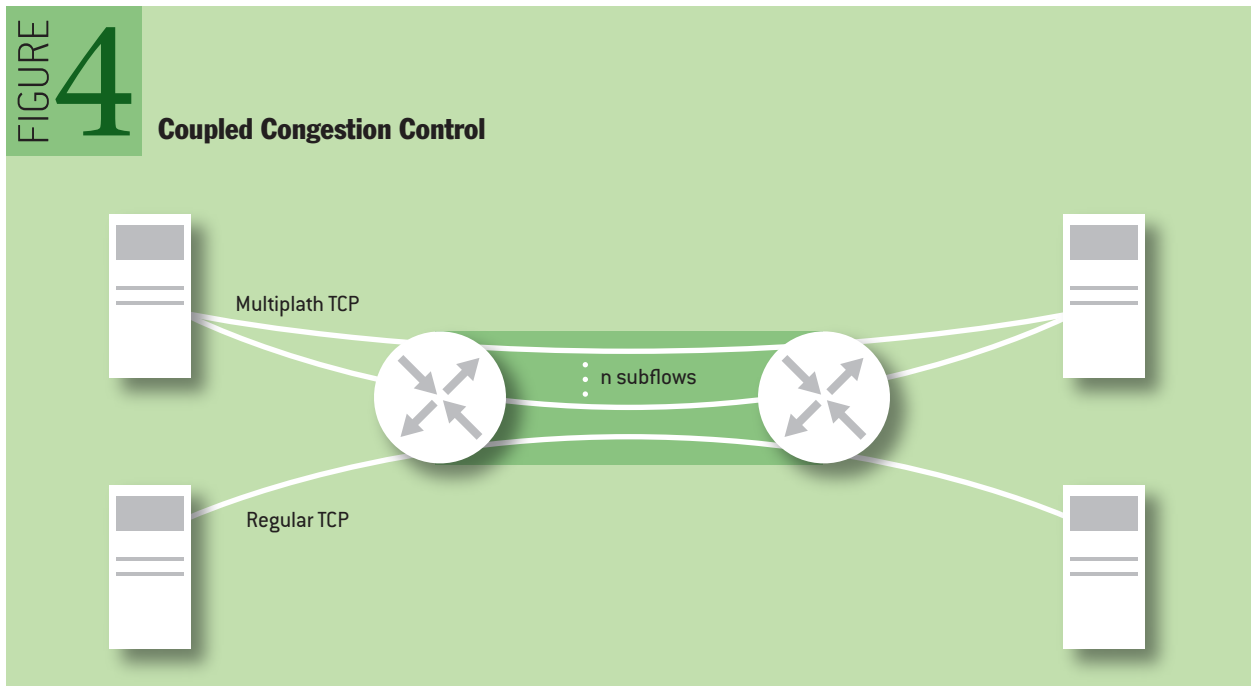 FIGURE 4
Coupled Congestion Control
Multiplath TCP
n subflows
Regular TCP